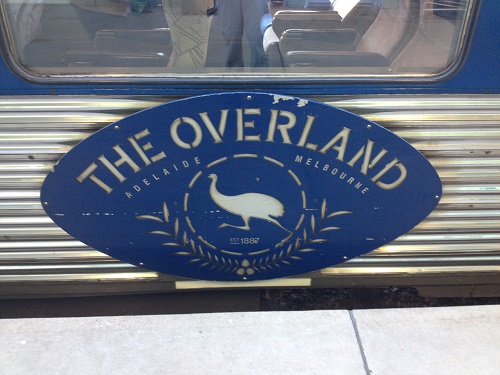 THE OVERLAND
ADELAIDE MELBOURNE
EST 1887